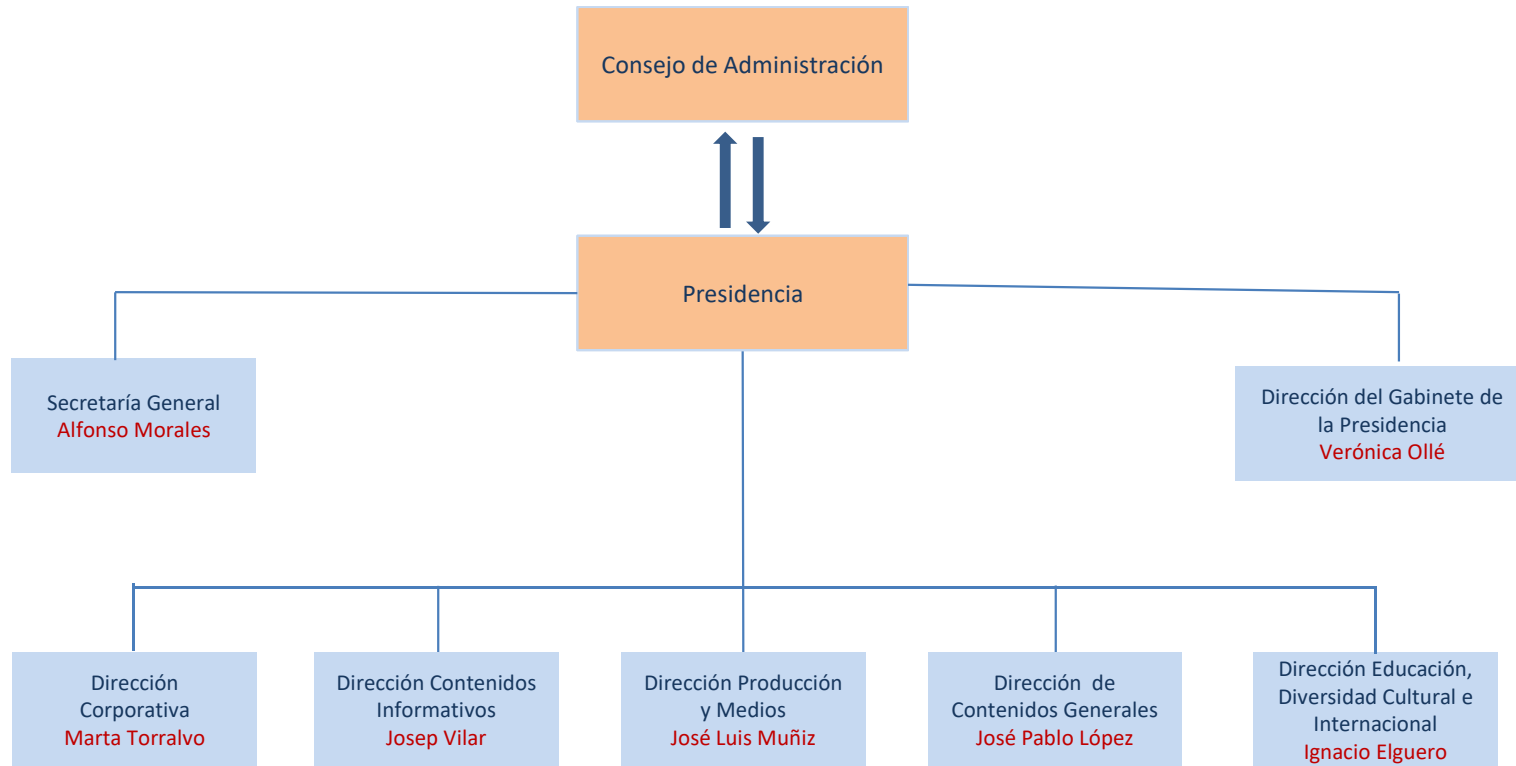 Consejo de Administración
Presidencia
Secretaría General
Alfonso Morales
Dirección del Gabinete de
la Presidencia
Verónica Ollé
Dirección
Corporativa
Marta Torralvo
Dirección Contenidos
Informativos
Josep Vilar
Dirección Producción
y Medios
José Luis Muñiz
Dirección de
Contenidos Generales
José Pablo López
Dirección Educación,
Diversidad Cultural e
Internacional
Ignacio Elguero